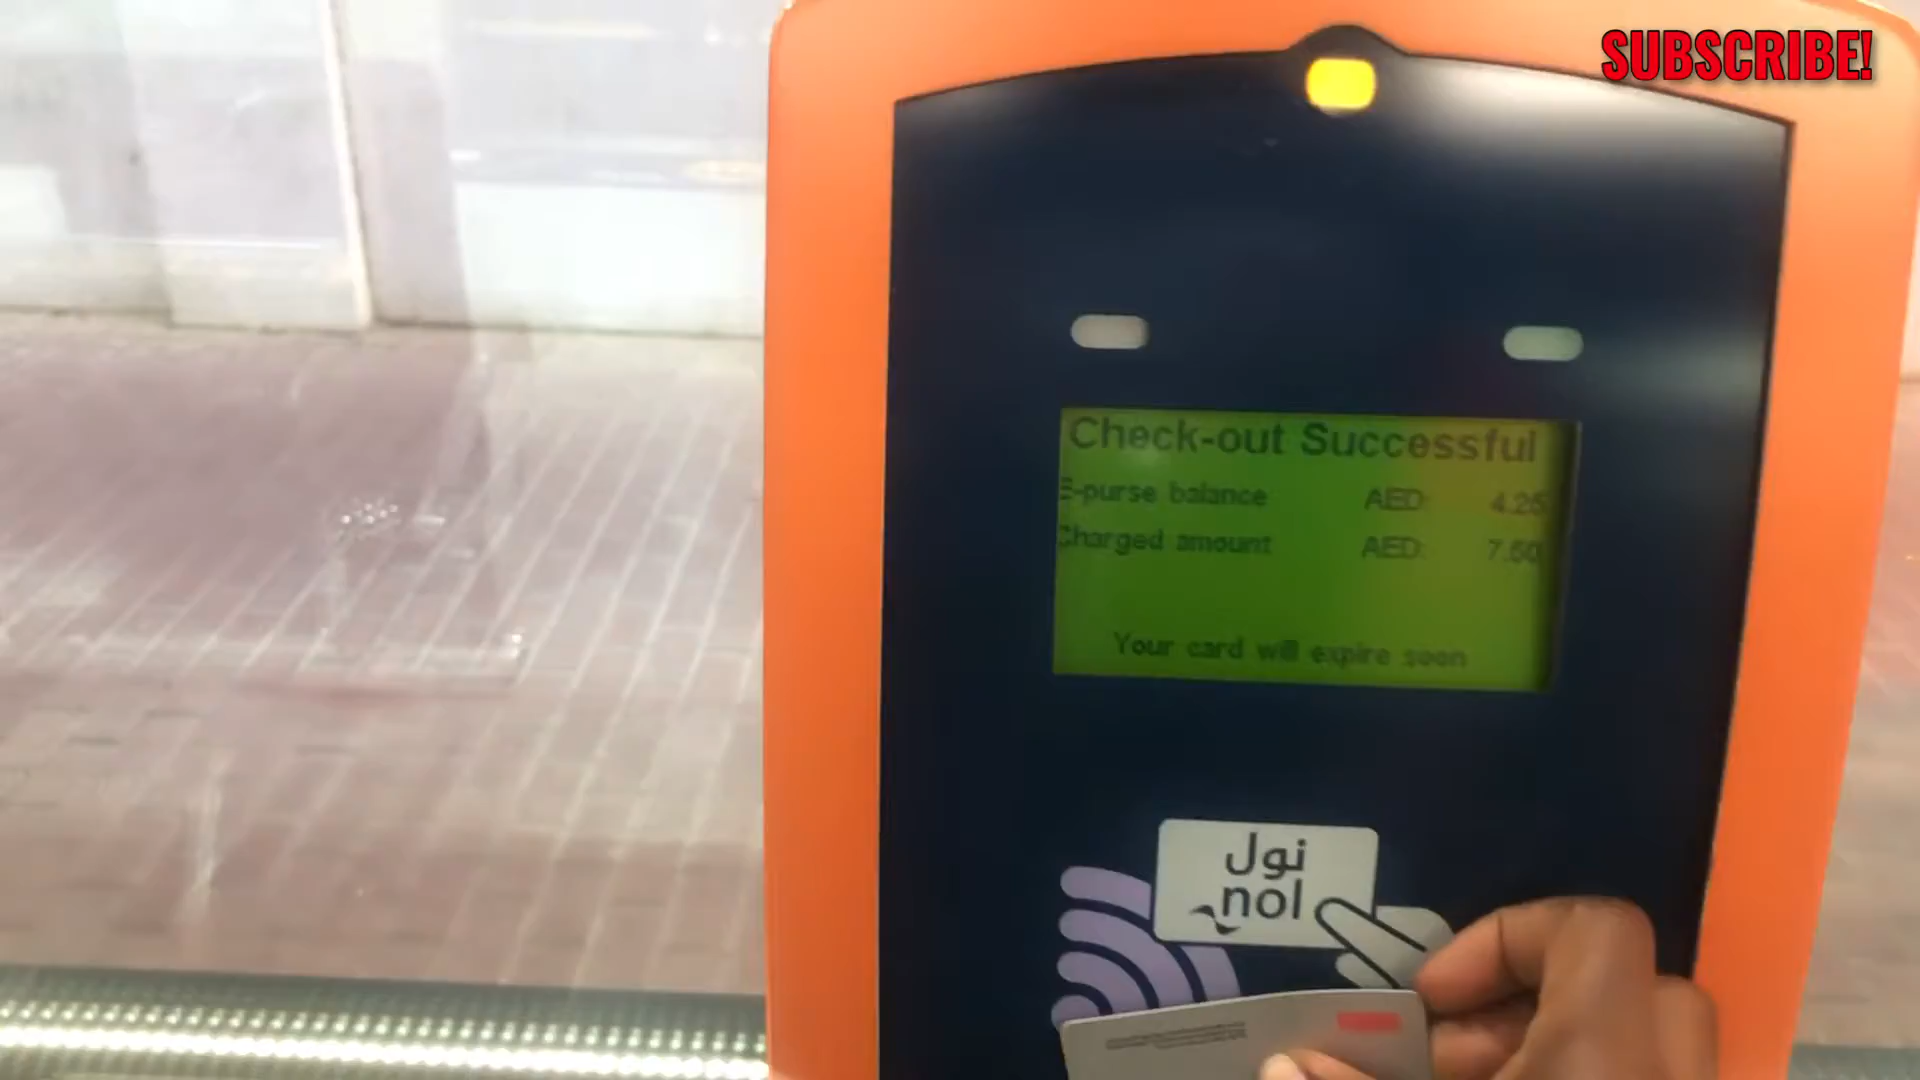 SUBSCRIBE!
Check-out Successful
E-purse balance AED 4.25
Charged amount AED 7.50
Your card will expire soon
نول
nol